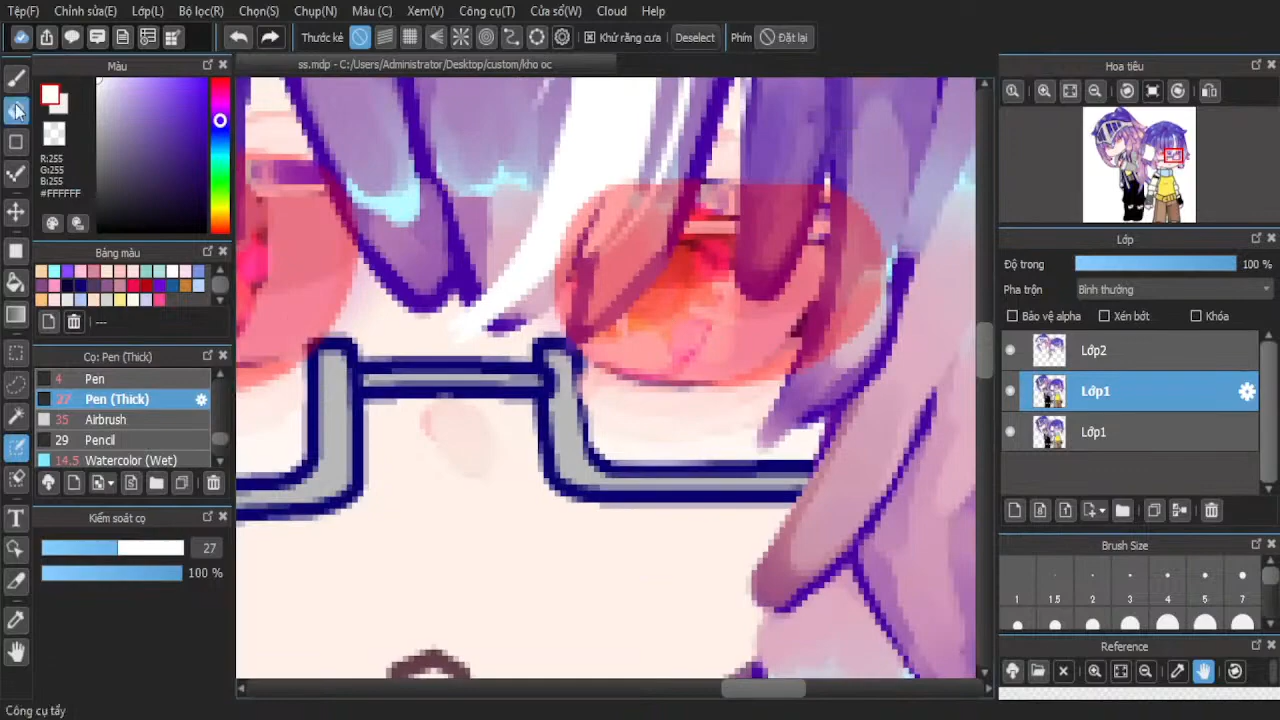 Tệp(F) Chỉnh sửa(E) Lớp(L) Bộ lọc(R) Chọn(S) Chụp(N) Màu (C) Xem(V) Công cụ(T) Cửa sổ(W) Cloud Help
Thước kẻ Khử răng cưa Deselect Phím Đặt lại
ss.mdp - C:/Users/Administrator/Desktop/custom/kho oc
Màu
R:255
G:255
B:255
#FFFFFF
Bảng màu
---
Cọ: Pen (Thick)
4 Pen
27 Pen (Thick)
35 Airbrush
29 Pencil
14.5 Watercolor (Wet)
Kiểm soát cọ
27
100 %
Công cụ tẩy
Hoa tiêu
Lớp
Độ trong 100 %
Pha trộn Bình thường
Bảo vệ alpha Xén bớt Khóa
Lớp2
Lớp1
Lớp1
Brush Size
1 1.5 2 3 4 5 7
Reference